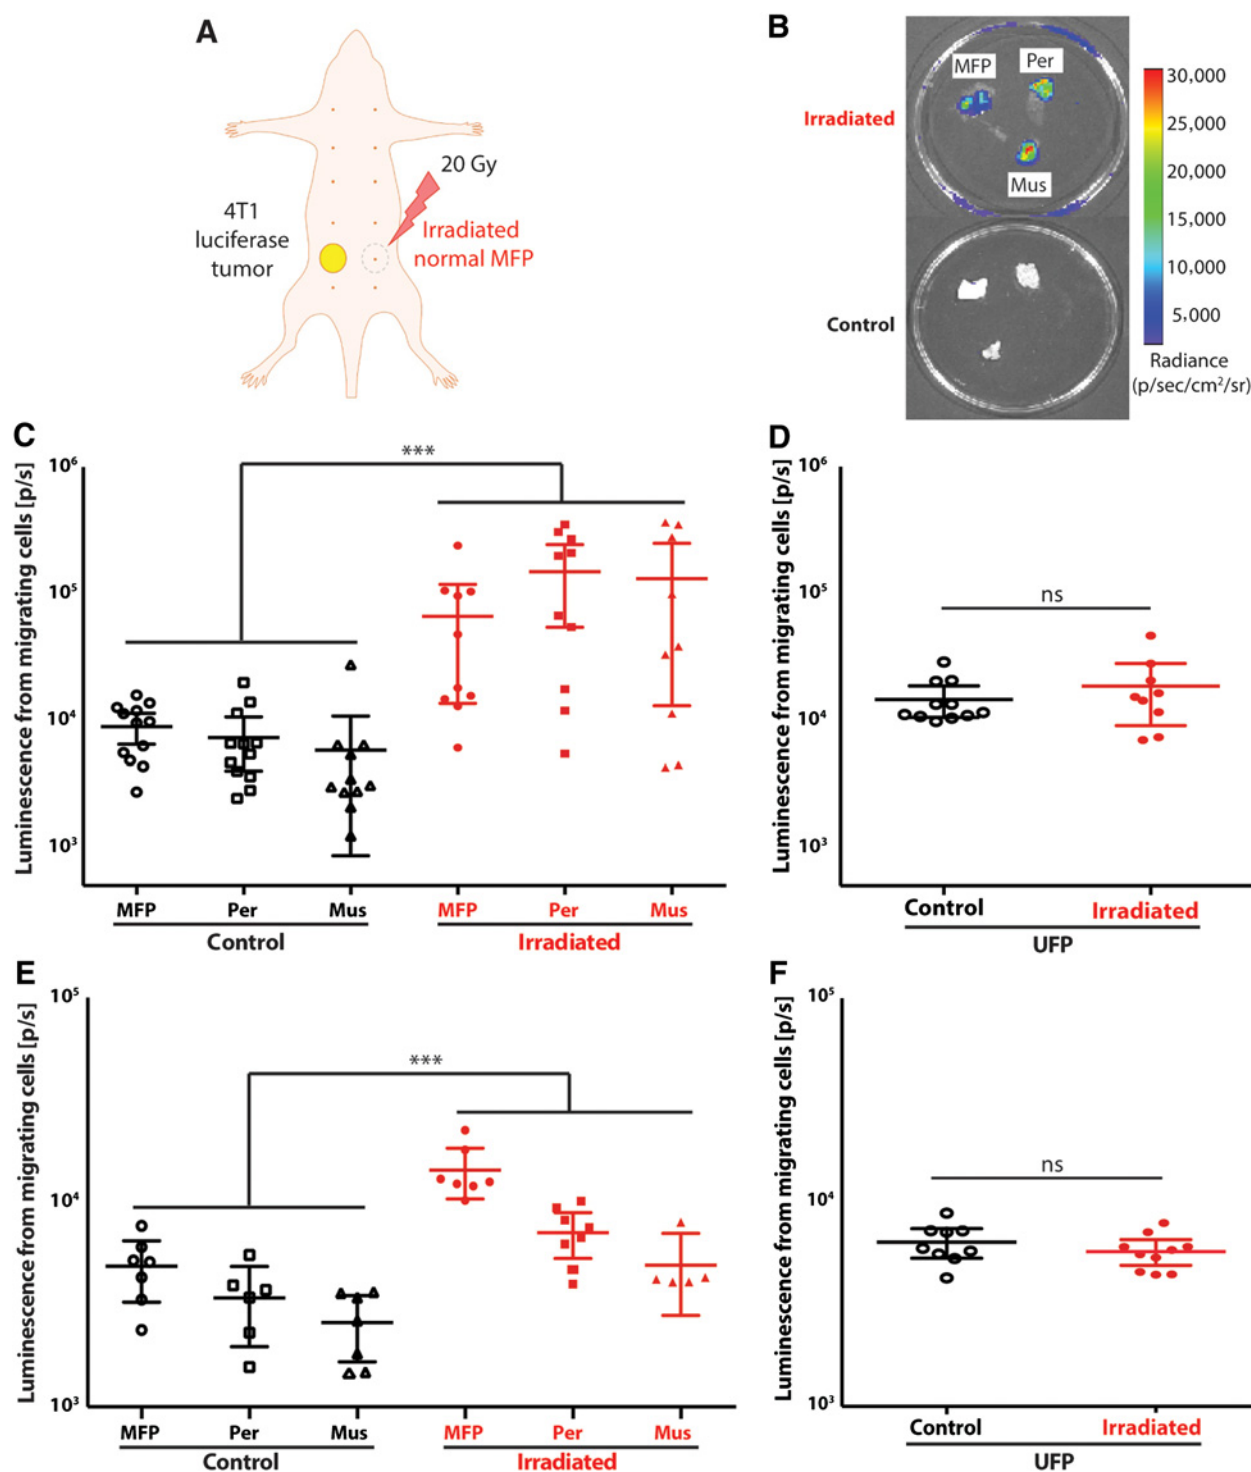 A
20 Gy
4T1
luciferase
tumor
Irradiated
normal MFP
B
MFP
Per
Mus
Irradiated
Control
30,000
25,000
20,000
15,000
10,000
5,000
Radiance
(p/sec/cm²/sr)
C
Luminescence from migrating cells [p/s]
10⁶
10⁵
10⁴
10³
***
MFP Per Mus MFP Per Mus
Control Irradiated
D
Luminescence from migrating cells [p/s]
10⁶
10⁵
10⁴
10³
ns
Control Irradiated
UFP
E
Luminescence from migrating cells [p/s]
10⁵
10⁴
10³
***
MFP Per Mus MFP Per Mus
Control Irradiated
F
Luminescence from migrating cells [p/s]
10⁵
10⁴
10³
ns
Control Irradiated
UFP